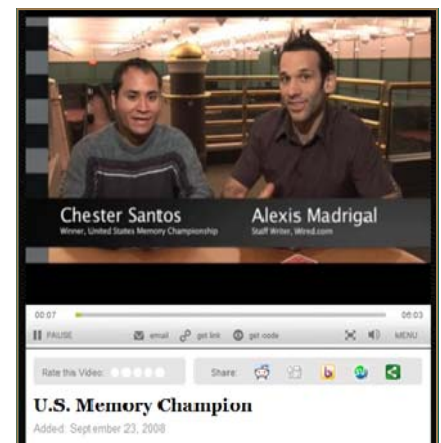 Chester Santos Alexis Madrigal
Winner, United States Memory Championship Staff Writer, Wired.com
00:07 06:03
PAUSE email get link get code MENU
Rate this Video: Share:
U.S. Memory Champion
Added: September 23, 2008